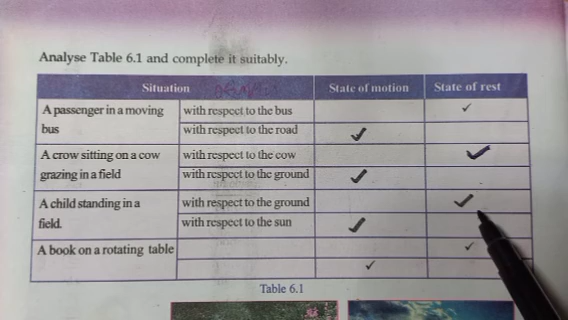 Analyse Table 6.1 and complete it suitably.
Situation State of motion State of rest
A passenger in a moving bus with respect to the bus ✓
with respect to the road ✓
A crow sitting on a cow grazing in a field with respect to the cow ✓
with respect to the ground ✓
A child standing in a field. with respect to the ground ✓
with respect to the sun ✓
A book on a rotating table ✓
✓
Table 6.1